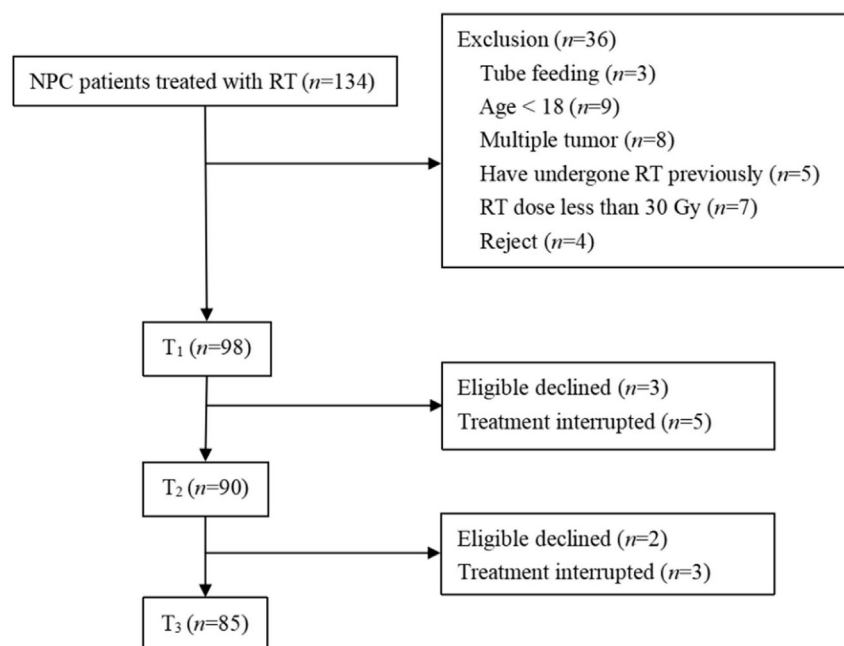 NPC patients treated with RT (n=134)
Exclusion (n=36)
Tube feeding (n=3)
Age < 18 (n=9)
Multiple tumor (n=8)
Have undergone RT previously (n=5)
RT dose less than 30 Gy (n=7)
Reject (n=4)
T₁ (n=98)
Eligible declined (n=3)
Treatment interrupted (n=5)
T₂ (n=90)
Eligible declined (n=2)
Treatment interrupted (n=3)
T₃ (n=85)